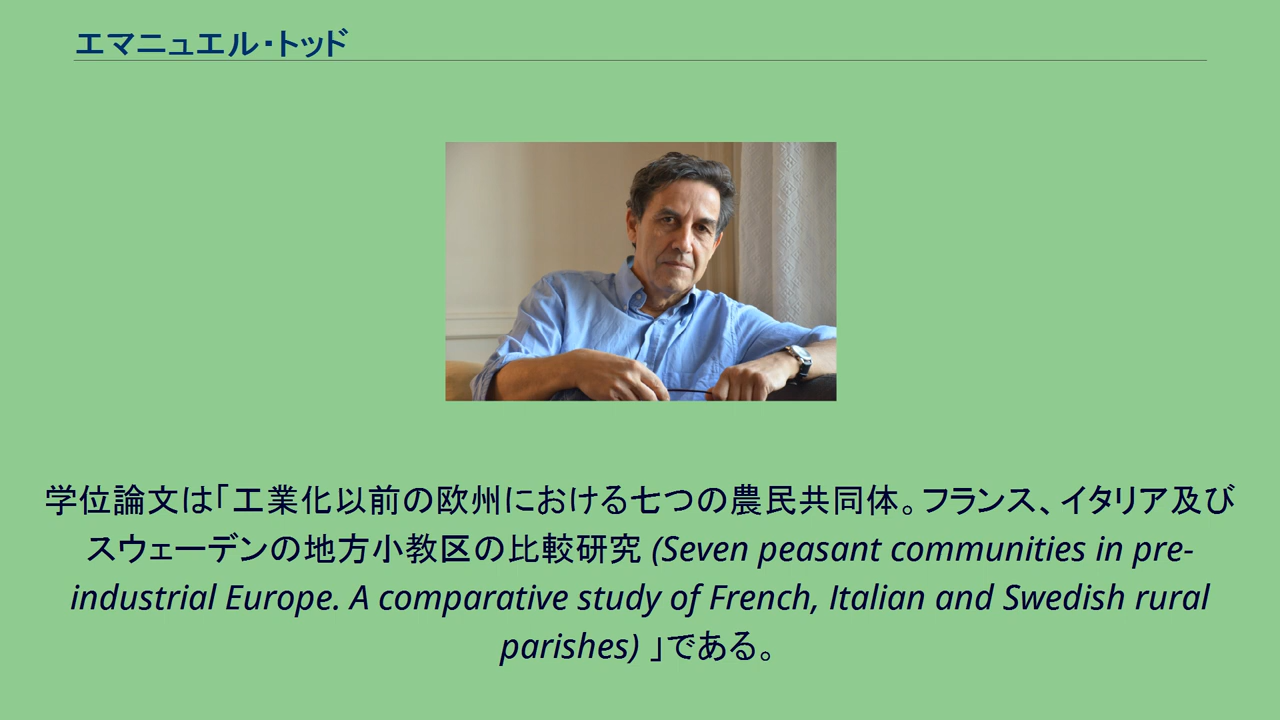 エマニュエル・トッド
学位論文は「工業化以前の欧州における七つの農民共同体。フランス、イタリア及び
スウェーデンの地方小教区の比較研究 (Seven peasant communities in pre-
industrial Europe. A comparative study of French, Italian and Swedish rural
parishes) 」である。